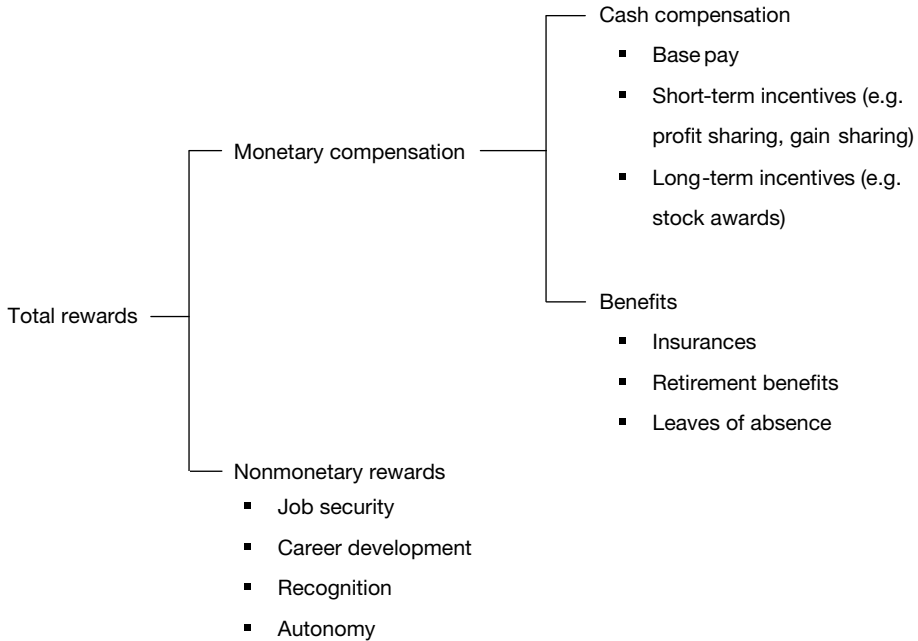 Total rewards
Monetary compensation
Cash compensation
▪ Base pay
▪ Short-term incentives (e.g.
profit sharing, gain sharing)
▪ Long-term incentives (e.g.
stock awards)
Benefits
▪ Insurances
▪ Retirement benefits
▪ Leaves of absence
Nonmonetary rewards
▪ Job security
▪ Career development
▪ Recognition
▪ Autonomy